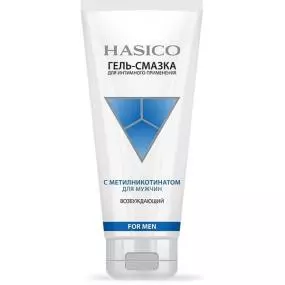 HASICO
ГЕЛЬ-СМАЗКА
ДЛЯ ИНТИМНОГО ПРИМЕНЕНИЯ
С МЕТИЛНИКОТИНАТОМ
ДЛЯ МУЖЧИН
ВОЗБУЖДАЮЩИЙ
FOR MEN